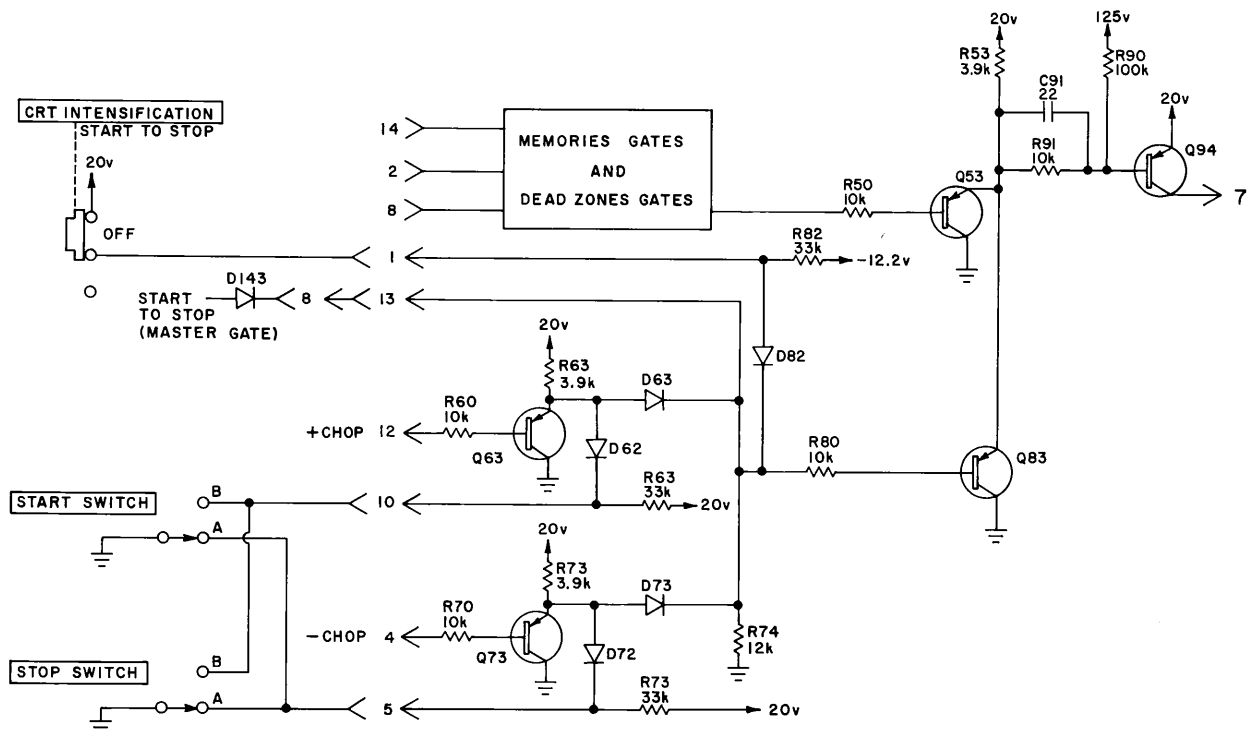 20v
125v
R53
3.9k
R90
100k
C91
22
20v
CRT INTENSIFICATION
START TO STOP
20v
14
MEMORIES GATES
2
AND
8
DEAD ZONES GATES
R91
10k
Q94
7
R50
10k
Q53
OFF
R82
33k
-12.2v
1
D143
START
TO STOP
(MASTER GATE)
8
13
D82
20v
R63
3.9k
D63
R60
10k
+CHOP 12
Q63
D62
R80
10k
Q83
R63
33k
20v
START SWITCH
B
10
A
20v
R73
3.9k
D73
R70
10k
-CHOP 4
Q73
D72
R74
12k
STOP SWITCH
B
A
5
R73
33k
20v